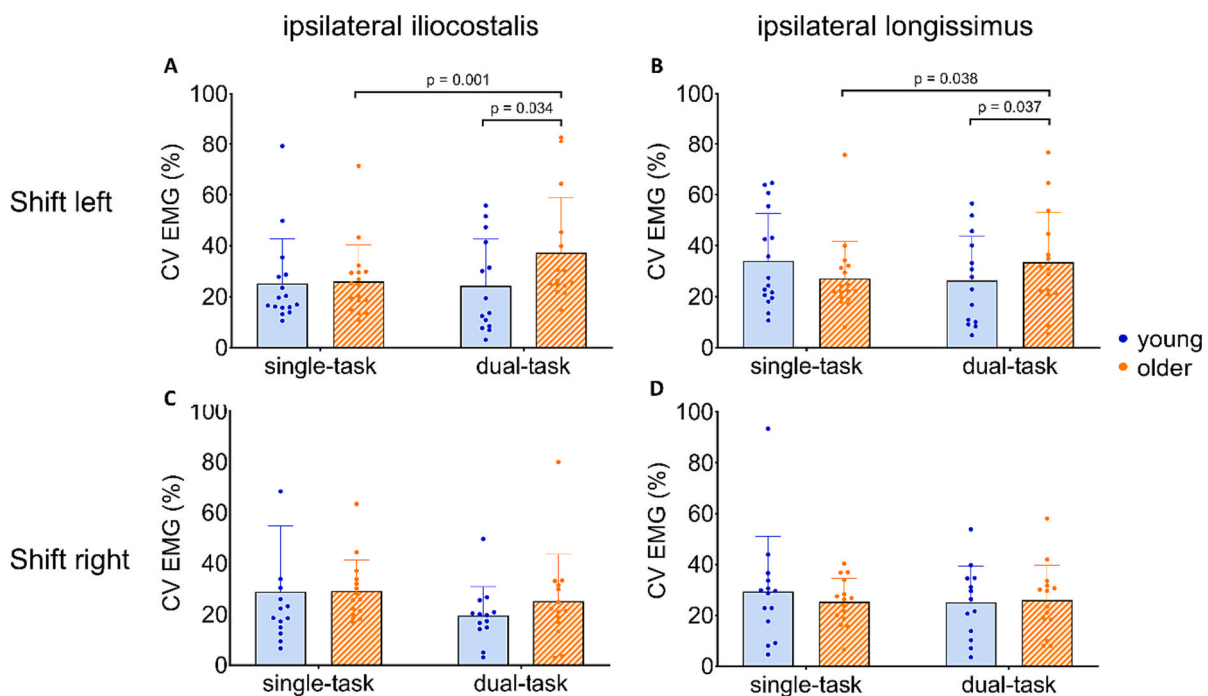 ipsilateral iliocostalis
ipsilateral longissimus
A
B
p = 0.001
p = 0.034
p = 0.038
p = 0.037
Shift left
CV EMG (%)
100
80
60
40
20
0
single-task
dual-task
CV EMG (%)
100
80
60
40
20
0
single-task
dual-task
young
older
C
D
Shift right
CV EMG (%)
100
80
60
40
20
0
single-task
dual-task
CV EMG (%)
100
80
60
40
20
0
single-task
dual-task